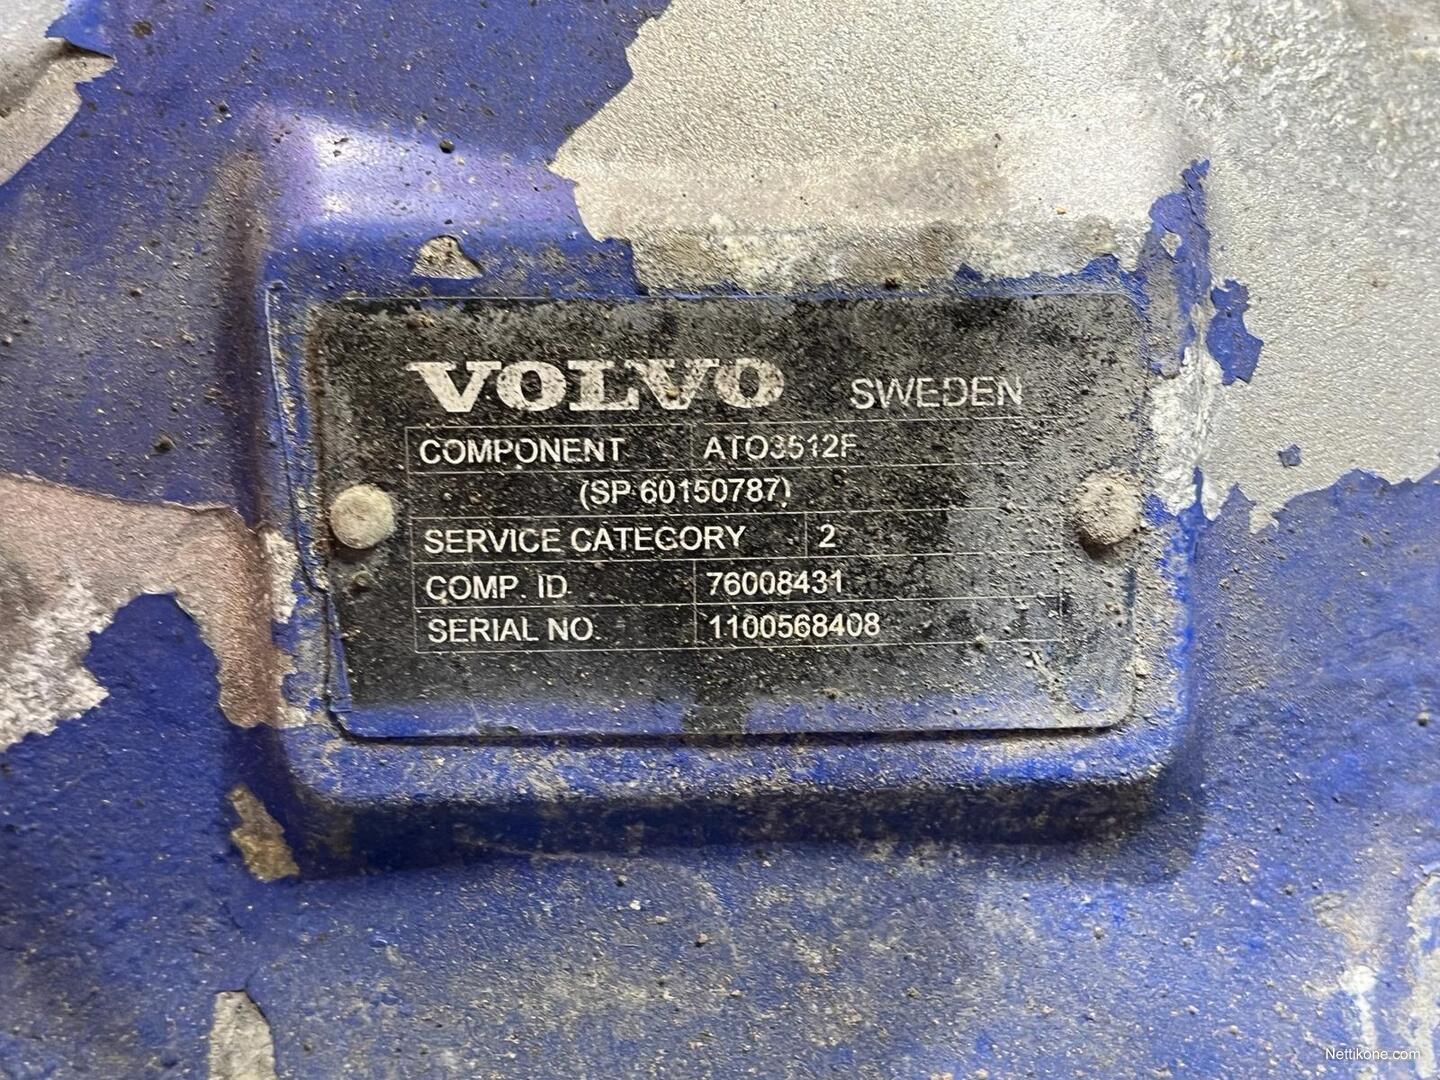 VOLVO SWEDEN
COMPONENT ATO3512F
(SP 60150787)
SERVICE CATEGORY 2
COMP. ID. 76008431
SERIAL NO. 1100568408
Nettikone.com